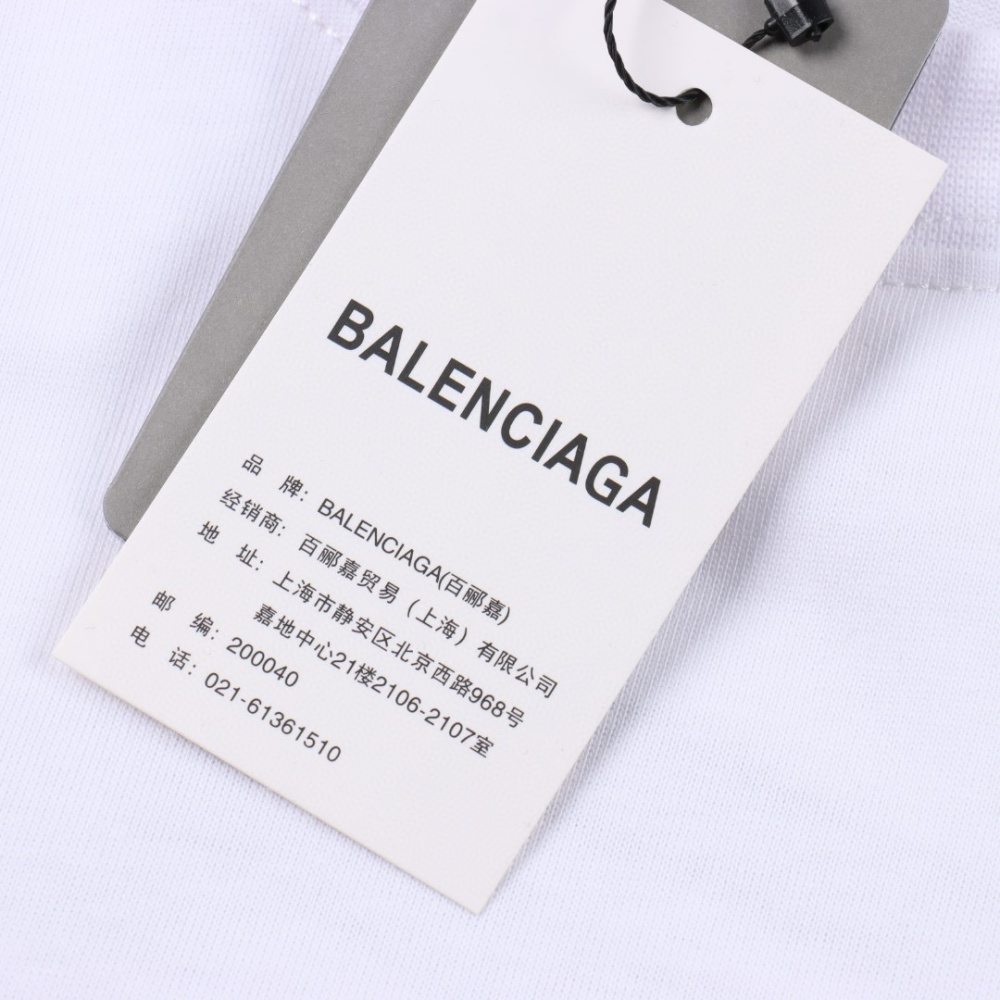 BALENCIAGA
品 牌: BALENCIAGA(百郦嘉)
经销商: 百郦嘉贸易（上海）有限公司
地 址: 上海市静安区北京西路968号
嘉地中心21楼2106-2107室
邮 编: 200040
电 话: 021-61361510